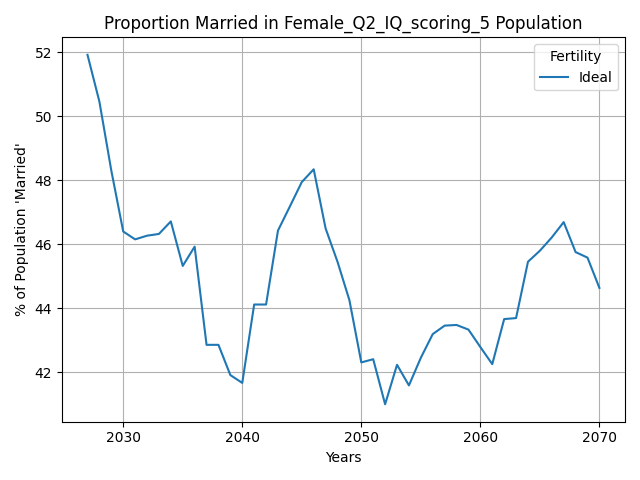 Proportion Married in Female_Q2_IQ_scoring_5 Population
Fertility
Ideal
% of Population 'Married'
52
50
48
46
44
42
2030
2040
2050
2060
2070
Years